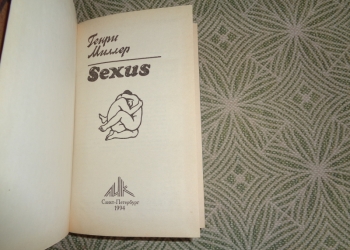 Генри
Миллер
Sexus
Санкт-Петербург
1994